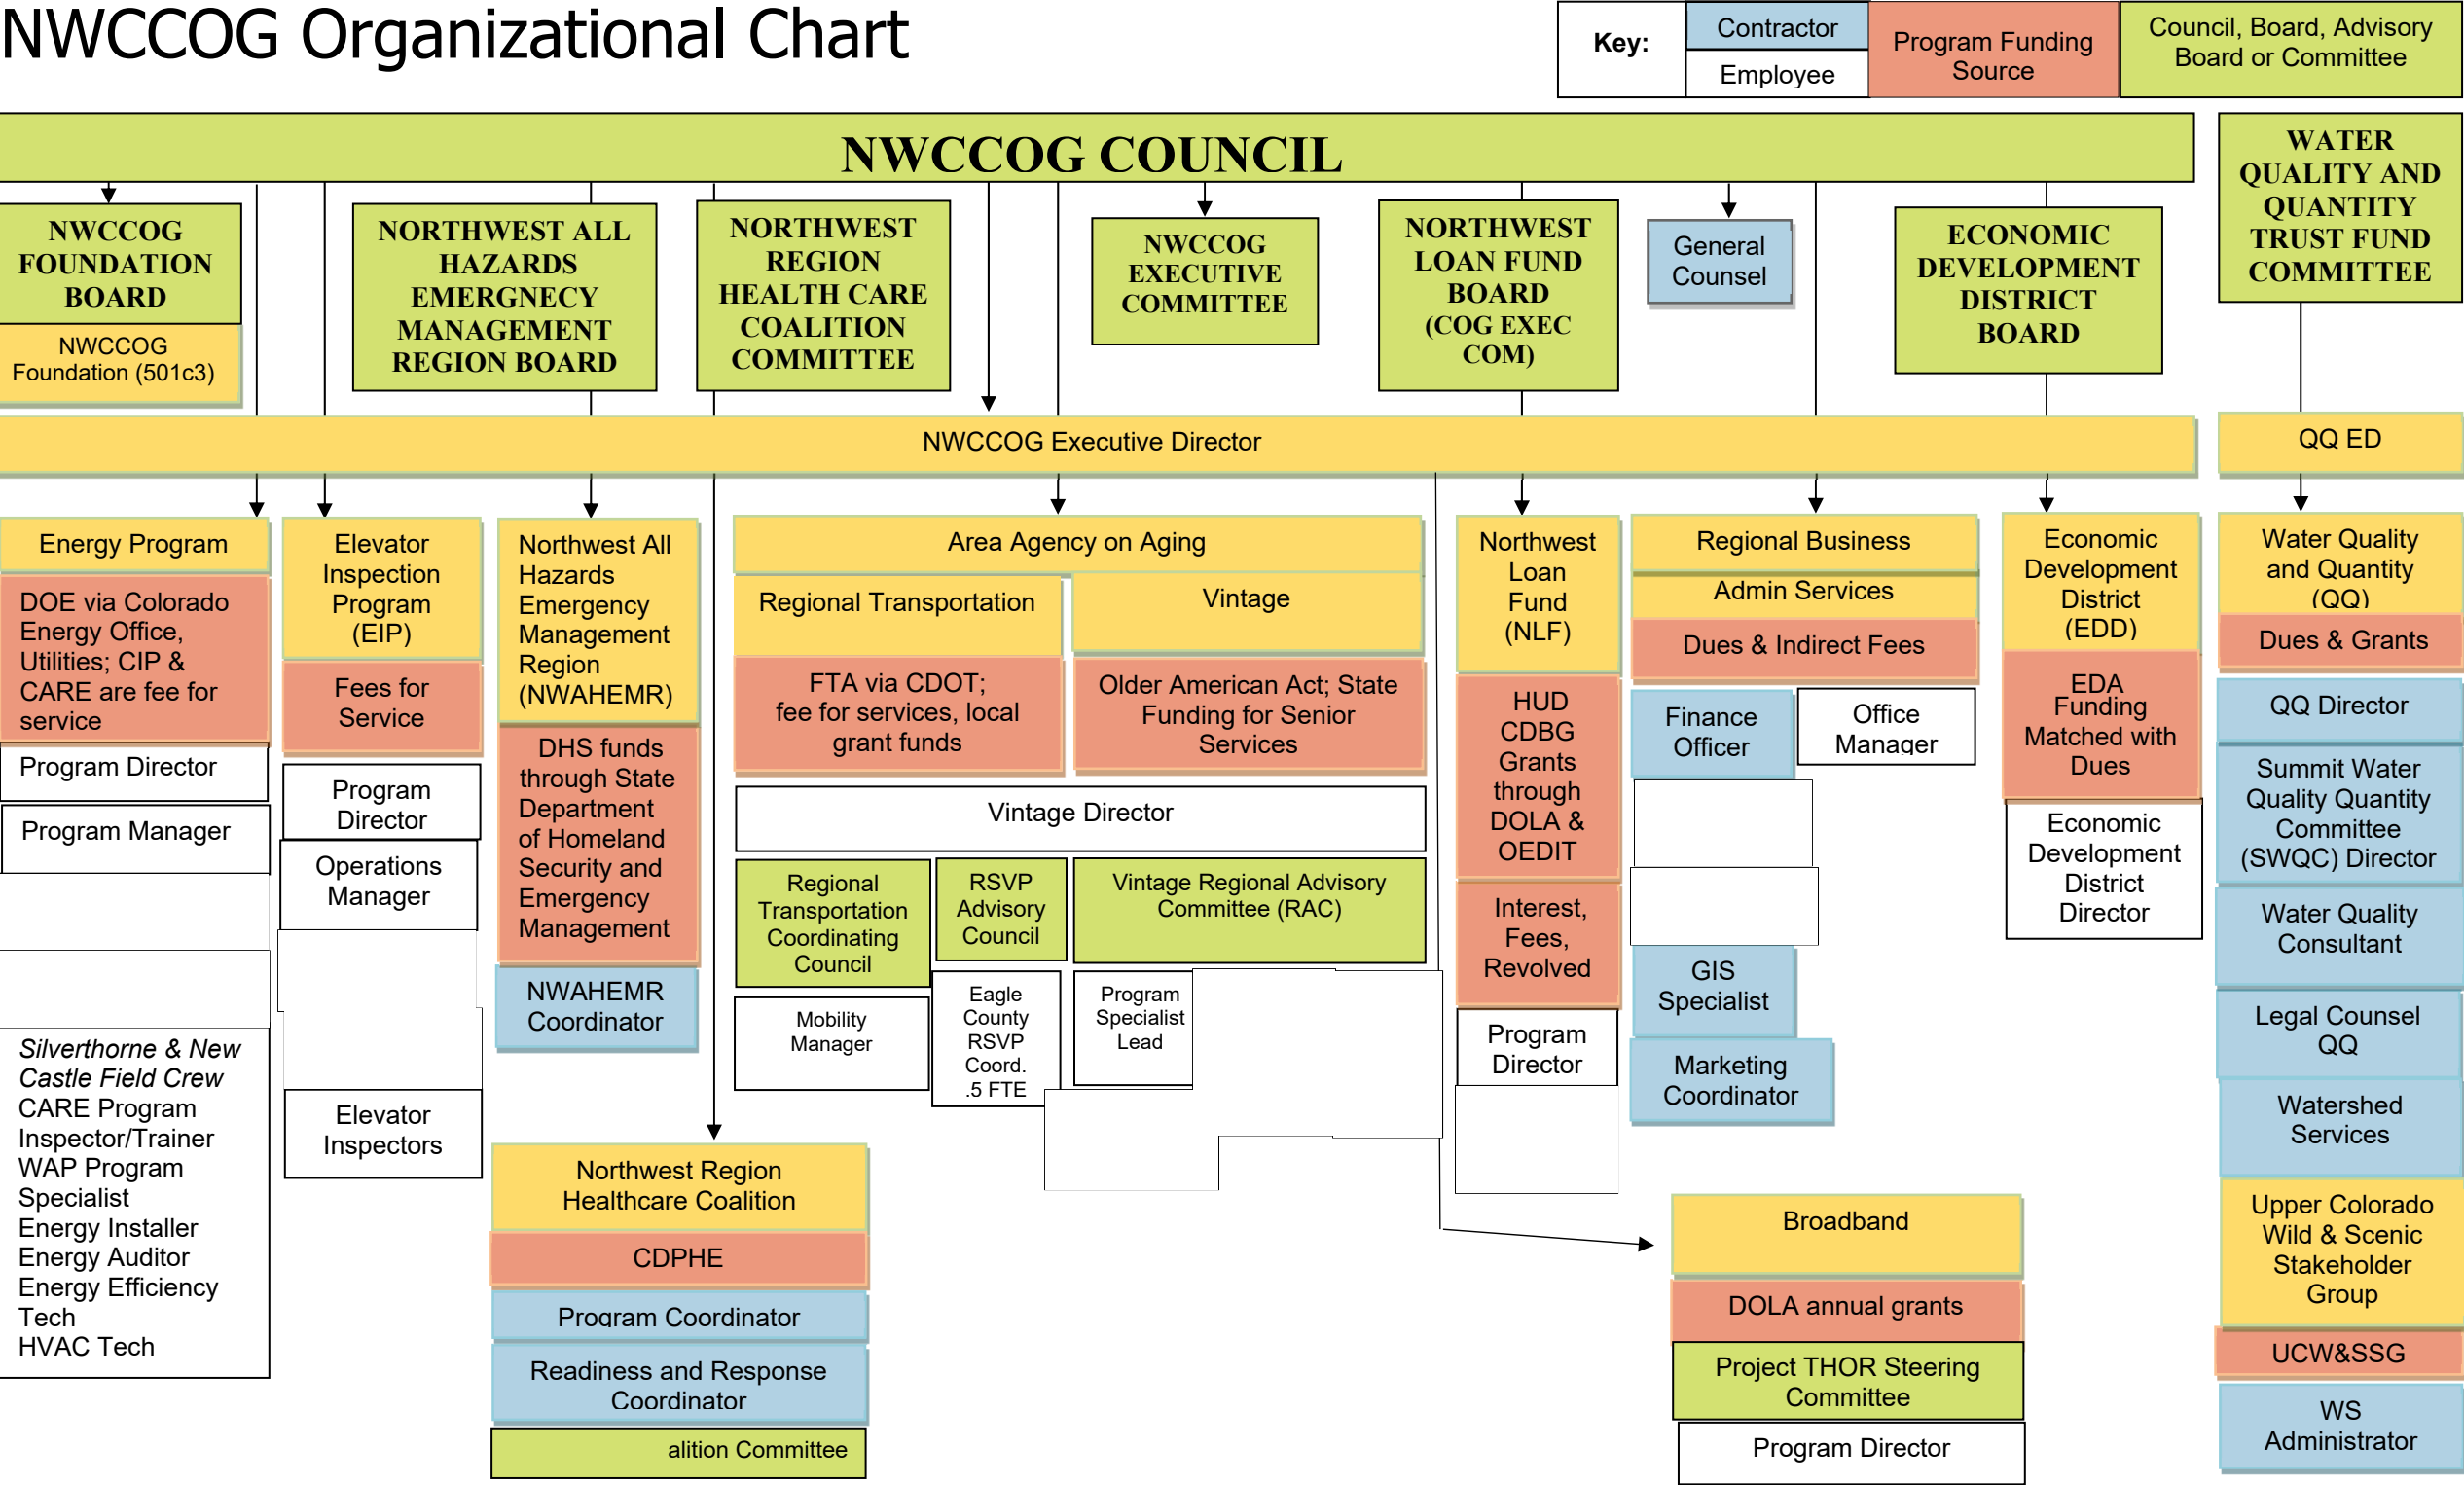 NWCCOG Organizational Chart
Key:
Contractor
Employee
Program Funding
Source
Council, Board, Advisory
Board or Committee
NWCCOG COUNCIL
WATER
QUALITY AND
QUANTITY
TRUST FUND
COMMITTEE
NWCCOG
FOUNDATION
BOARD
NWCCOG
Foundation (501c3)
NORTHWEST ALL
HAZARDS
EMERGNECY
MANAGEMENT
REGION BOARD
NORTHWEST
REGION
HEALTH CARE
COALITION
COMMITTEE
NWCCOG
EXECUTIVE
COMMITTEE
NORTHWEST
LOAN FUND
BOARD
(COG EXEC
COM)
General
Counsel
ECONOMIC
DEVELOPMENT
DISTRICT
BOARD
NWCCOG Executive Director
QQ ED
Energy Program
DOE via Colorado
Energy Office,
Utilities; CIP &
CARE are fee for
service
Program Director
Program Manager
Silverthorne & New
Castle Field Crew
CARE Program
Inspector/Trainer
WAP Program
Specialist
Energy Installer
Energy Auditor
Energy Efficiency
Tech
HVAC Tech
Elevator
Inspection
Program
(EIP)
Fees for
Service
Program
Director
Operations
Manager
Elevator
Inspectors
Northwest All
Hazards
Emergency
Management
Region
(NWAHEMR)
DHS funds
through State
Department
of Homeland
Security and
Emergency
Management
NWAHEMR
Coordinator
Northwest Region
Healthcare Coalition
CDPHE
Program Coordinator
Readiness and Response
Coordinator
alition Committee
Area Agency on Aging
Regional Transportation
Vintage
FTA via CDOT;
fee for services, local
grant funds
Older American Act; State
Funding for Senior
Services
Vintage Director
Regional
Transportation
Coordinating
Council
RSVP
Advisory
Council
Vintage Regional Advisory
Committee (RAC)
Mobility
Manager
Eagle
County
RSVP
Coord.
.5 FTE
Program
Specialist
Lead
Northwest
Loan
Fund
(NLF)
HUD
CDBG
Grants
through
DOLA &
OEDIT
Interest,
Fees,
Revolved
Program
Director
Regional Business
Admin Services
Dues & Indirect Fees
Finance
Officer
Office
Manager
GIS
Specialist
Marketing
Coordinator
Broadband
DOLA annual grants
Project THOR Steering
Committee
Program Director
Economic
Development
District
(EDD)
EDA
Funding
Matched with
Dues
Economic
Development
District
Director
Water Quality
and Quantity
(QQ)
Dues & Grants
QQ Director
Summit Water
Quality Quantity
Committee
(SWQC) Director
Water Quality
Consultant
Legal Counsel
QQ
Watershed
Services
Upper Colorado
Wild & Scenic
Stakeholder
Group
UCW&SSG
WS
Administrator